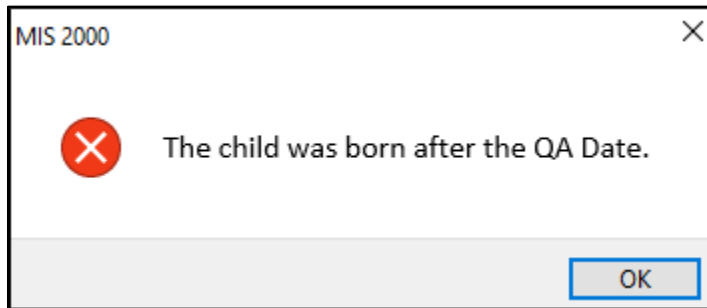 MIS 2000
The child was born after the QA Date.
OK